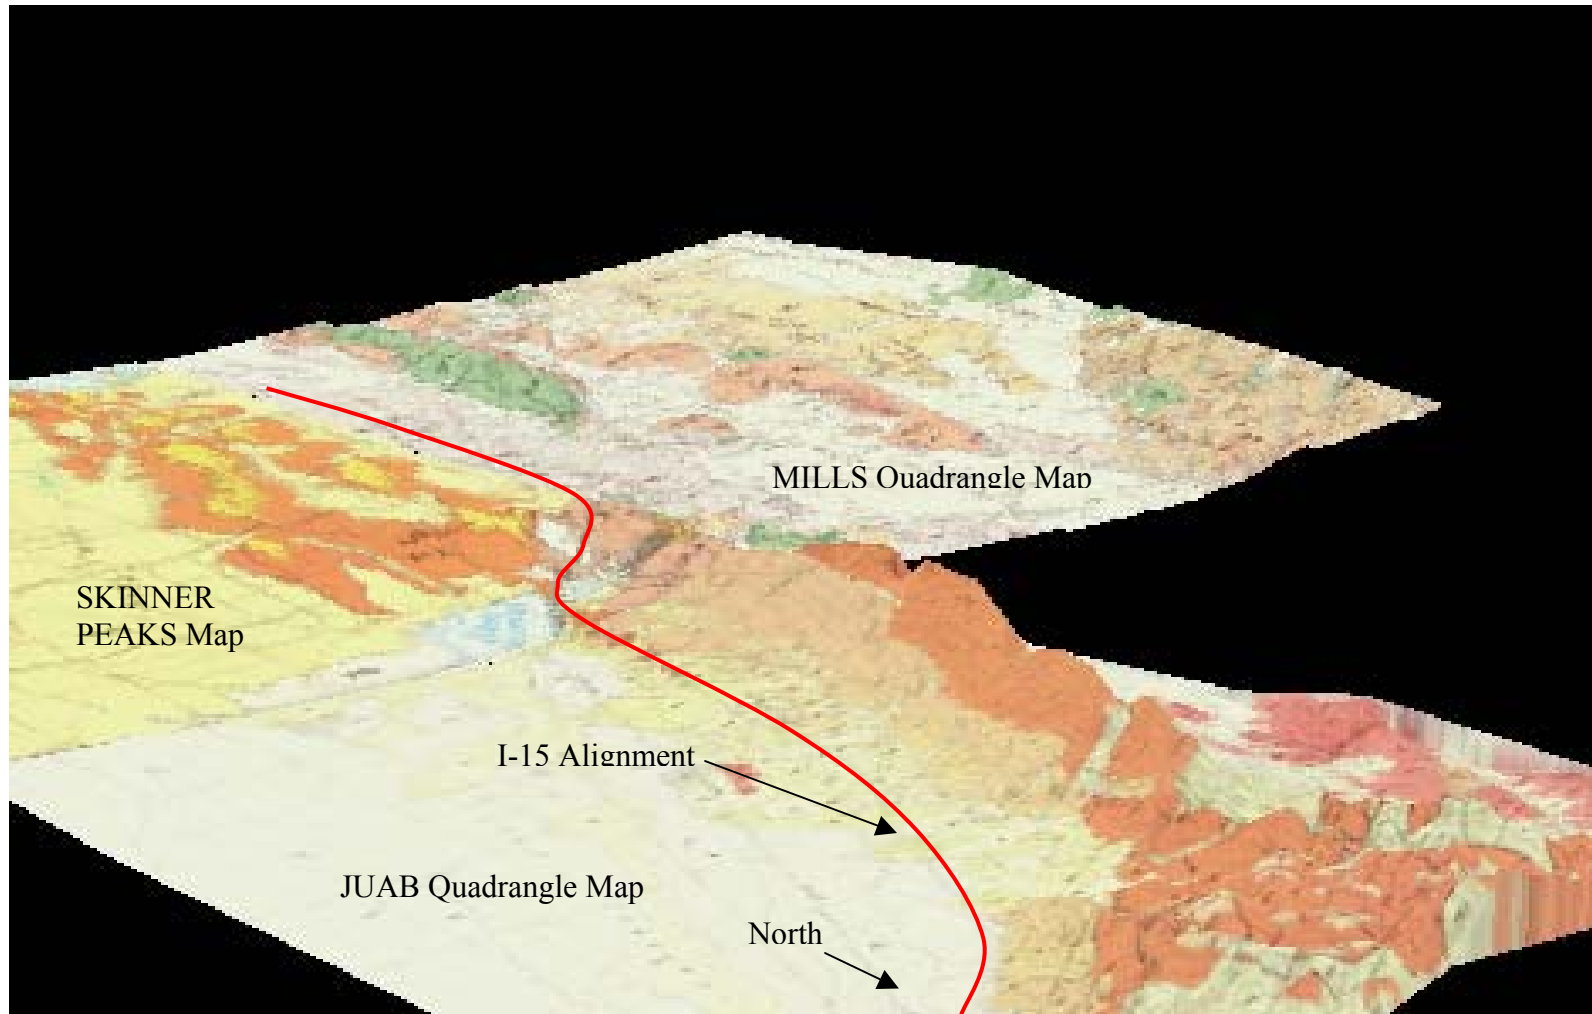 MILLS Quadrangle Map
SKINNER
PEAKS Map
I-15 Alignment
JUAB Quadrangle Map
North